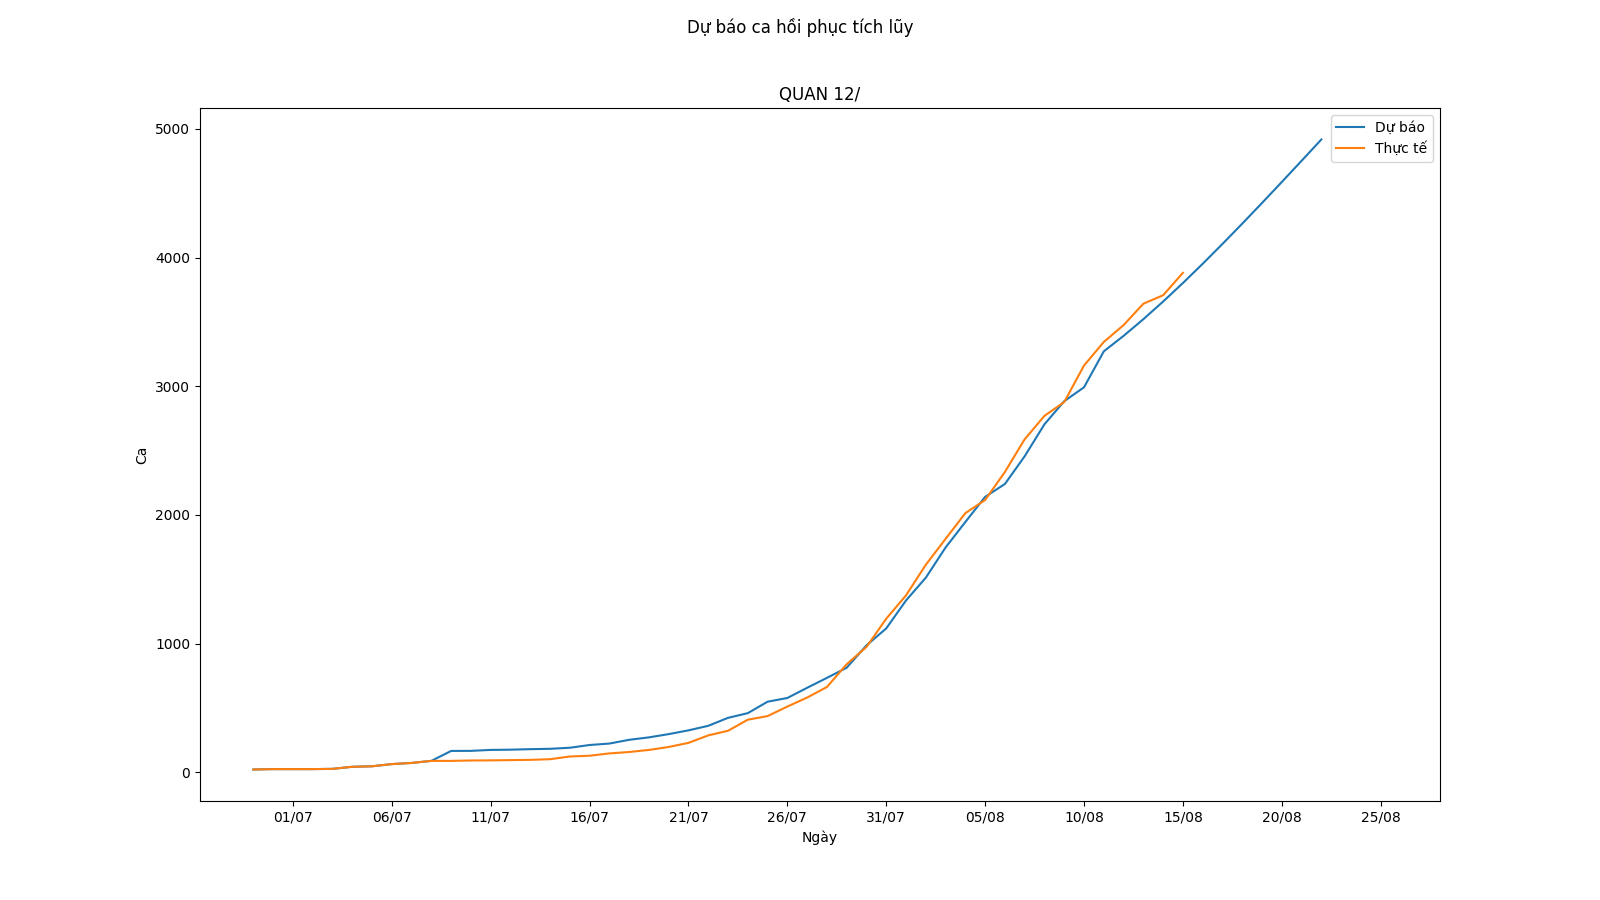 Dự báo ca hồi phục tích lũy
QUAN 12/
Dự báo
Thực tế
5000
4000
3000
2000
1000
0
Ca
01/07 06/07 11/07 16/07 21/07 26/07 31/07 05/08 10/08 15/08 20/08 25/08
Ngày